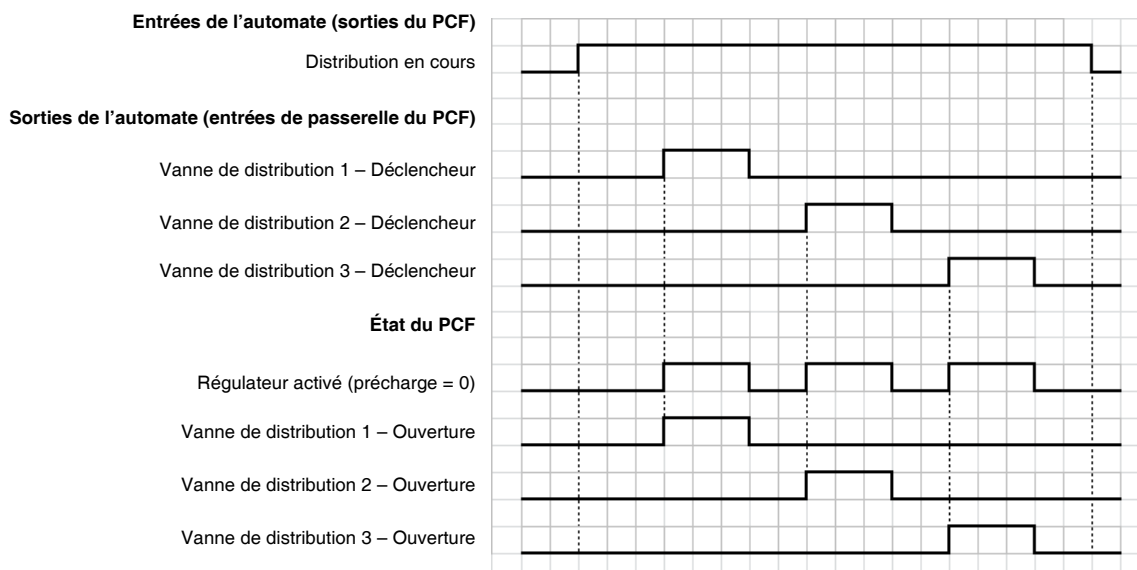 Entrées de l’automate (sorties du PCF)
Distribution en cours
Sorties de l’automate (entrées de passerelle du PCF)
Vanne de distribution 1 – Déclencheur
Vanne de distribution 2 – Déclencheur
Vanne de distribution 3 – Déclencheur
État du PCF
Régulateur activé (précharge = 0)
Vanne de distribution 1 – Ouverture
Vanne de distribution 2 – Ouverture
Vanne de distribution 3 – Ouverture